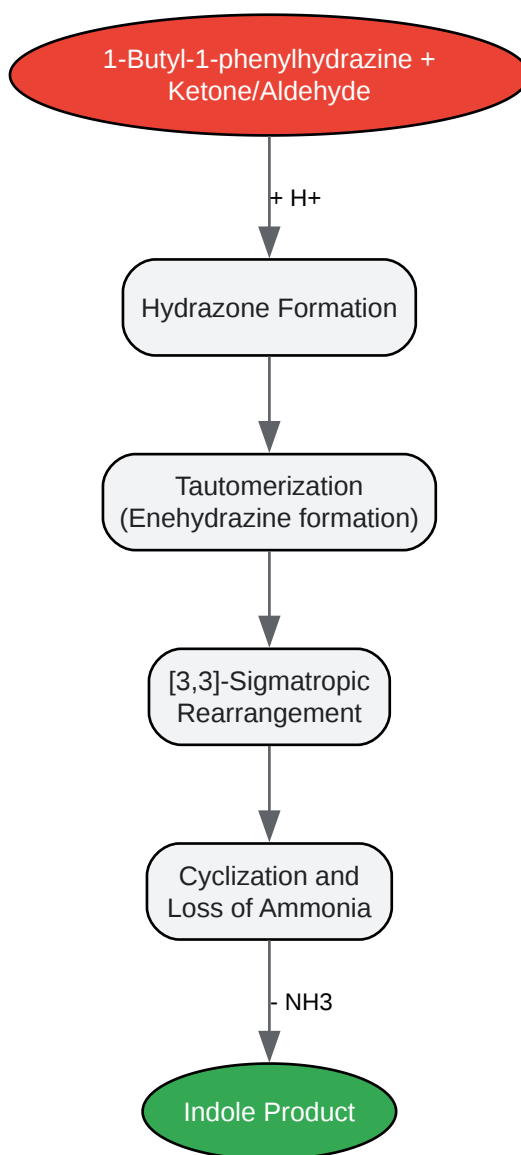 1-Butyl-1-phenylhydrazine +
Ketone/Aldehyde
+ H+
Hydrazone Formation
Tautomerization
(Enehydrazine formation)
[3,3]-Sigmatropic
Rearrangement
Cyclization and
Loss of Ammonia
- NH3
Indole Product